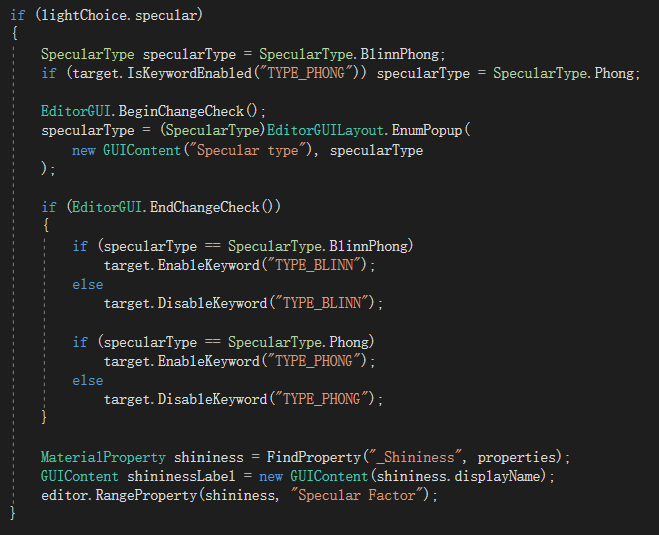 if (lightChoice.specular)
{
    SpecularType specularType = SpecularType.BlinnPhong;
    if (target.IsKeywordEnabled("TYPE_PHONG")) specularType = SpecularType.Phong;

    EditorGUI.BeginChangeCheck();
    specularType = (SpecularType)EditorGUILayout.EnumPopup(
        new GUIContent("Specular type"), specularType
    );

    if (EditorGUI.EndChangeCheck())
    {
        if (specularType == SpecularType.BlinnPhong)
            target.EnableKeyword("TYPE_BLINN");
        else
            target.DisableKeyword("TYPE_BLINN");

        if (specularType == SpecularType.Phong)
            target.EnableKeyword("TYPE_PHONG");
        else
            target.DisableKeyword("TYPE_PHONG");
    }

    MaterialProperty shininess = FindProperty("_Shininess", properties);
    GUIContent shininessLabel = new GUIContent(shininess.displayName);
    editor.RangeProperty(shininess, "Specular Factor");
}